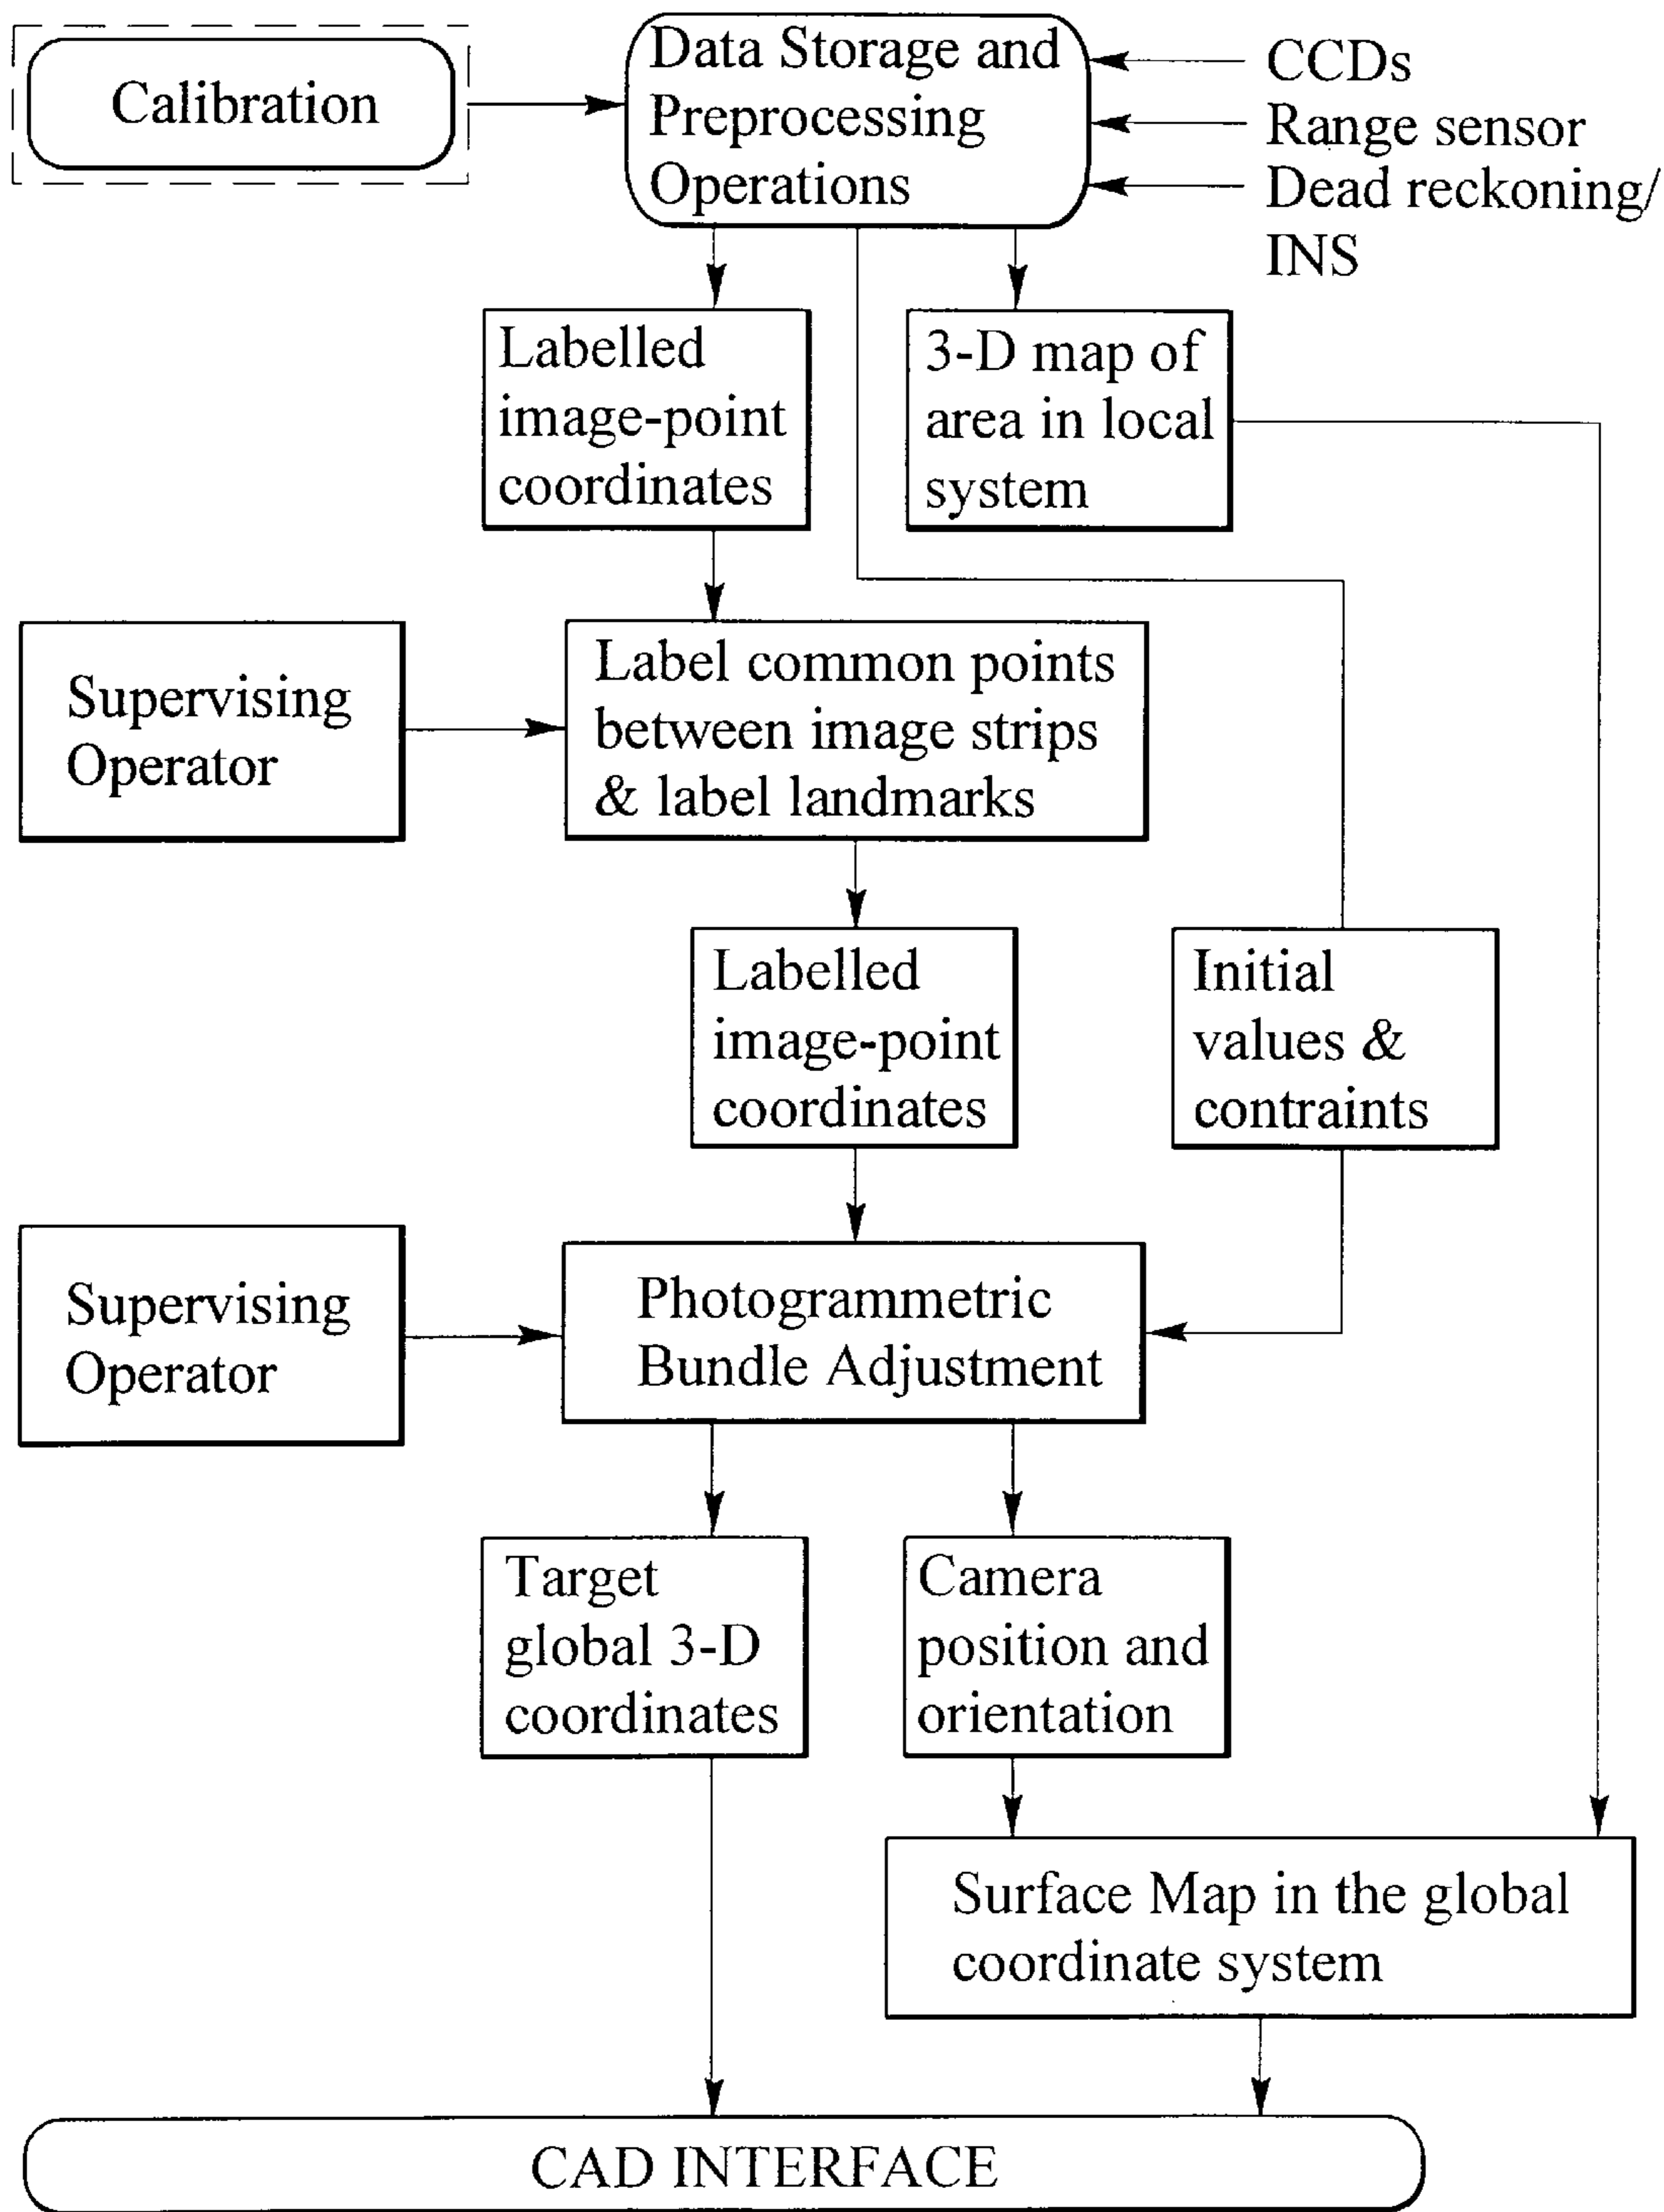 Calibration
Data Storage and
Preprocessing
Operations
CCDs
Range sensor
Dead reckoning/
INS
Labelled
image-point
coordinates
3-D map of
area in local
system
Supervising
Operator
Label common points
between image strips
& label landmarks
Labelled
image-point
coordinates
Initial
values &
contraints
Supervising
Operator
Photogrammetric
Bundle Adjustment
Target
global 3-D
coordinates
Camera
position and
orientation
Surface Map in the global
coordinate system
CAD INTERFACE